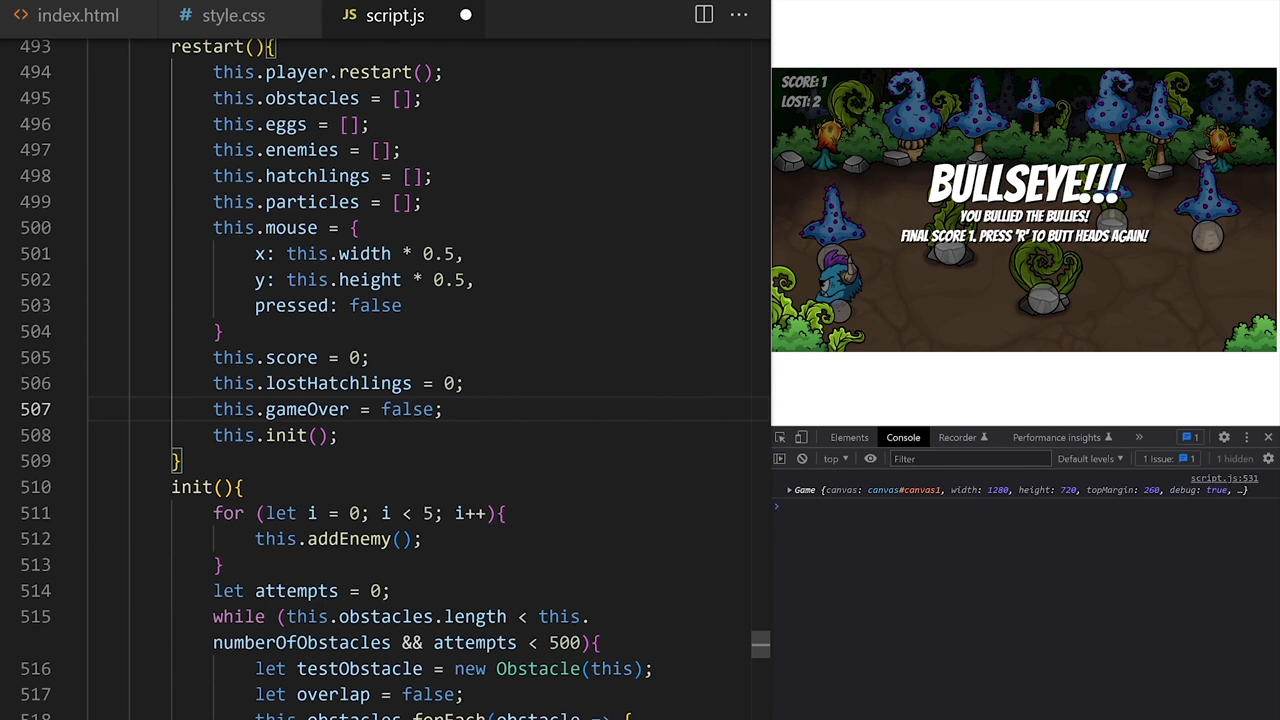 index.html
# style.css
JS script.js
493 restart(){
494 this.player.restart();
495 this.obstacles = [];
496 this.eggs = [];
497 this.enemies = [];
498 this.hatchlings = [];
499 this.particles = [];
500 this.mouse = {
501 x: this.width * 0.5,
502 y: this.height * 0.5,
503 pressed: false
504 }
505 this.score = 0;
506 this.lostHatchlings = 0;
507 this.gameOver = false;
508 this.init();
509 }
510 init(){
511 for (let i = 0; i < 5; i++){
512 this.addEnemy();
513 }
514 let attempts = 0;
515 while (this.obstacles.length < this.
numberOfObstacles && attempts < 500){
516 let testObstacle = new Obstacle(this);
517 let overlap = false;
518 this.obstacles.forEach(obstacle => {
SCORE: 1
LOST: 2
BULLSEYE!!!
YOU BULLIED THE BULLIES!
FINAL SCORE 1. PRESS 'R' TO BUTT HEADS AGAIN!
Elements Console Recorder Performance insights » 1
top Filter Default levels 1 Issue: 1 1 hidden
script.js:531
Game {canvas: canvas#canvas1, width: 1280, height: 720, topMargin: 260, debug: true, …}